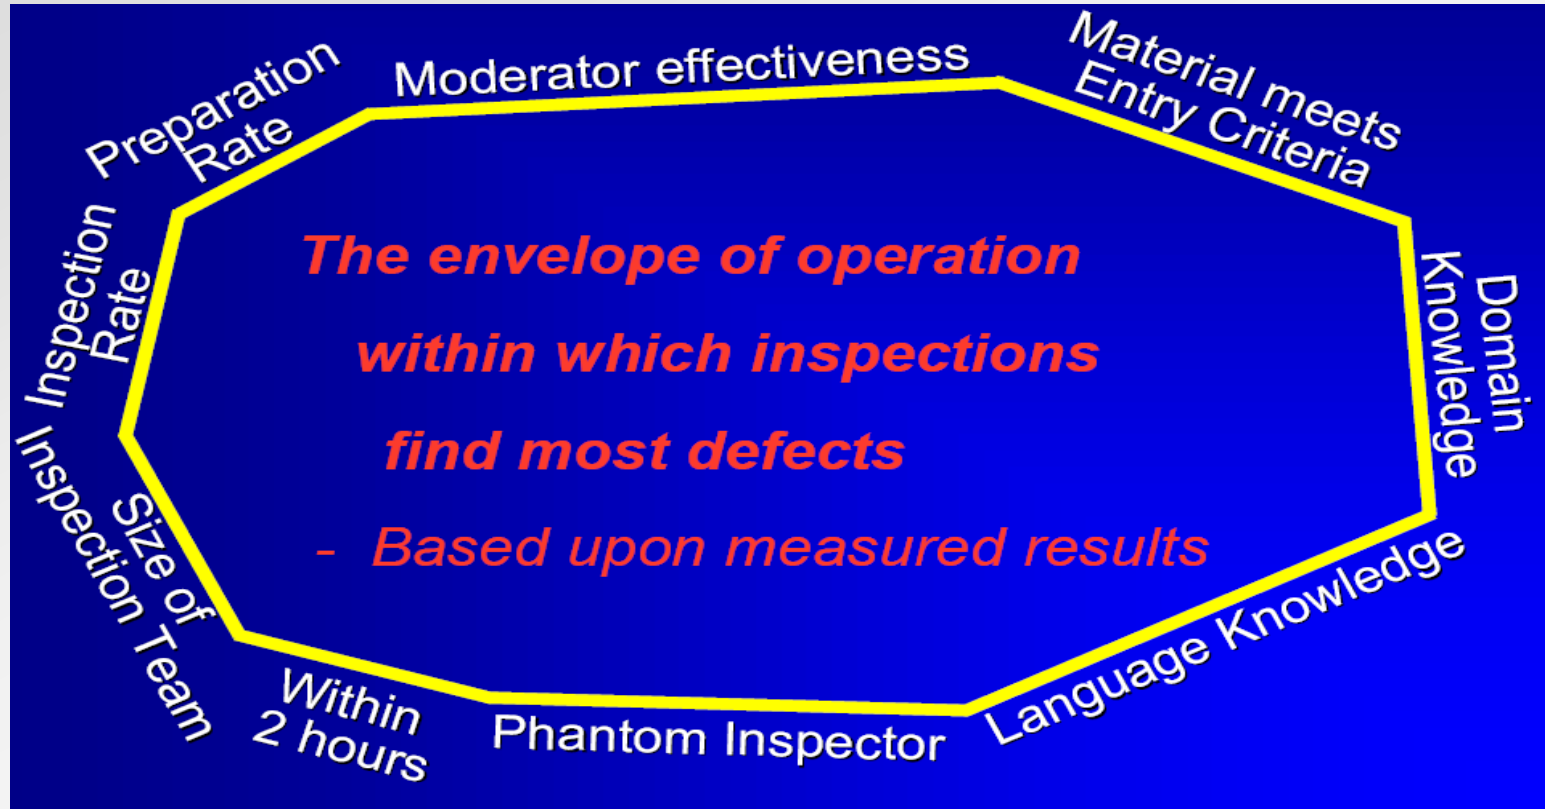 Moderator effectiveness
Material meets
Entry Criteria
Domain
Knowledge
Language Knowledge
Phantom Inspector
Within
2 hours
Size of
Inspection Team
Inspection
Rate
Preparation
Rate
The envelope of operation
within which inspections
find most defects
- Based upon measured results